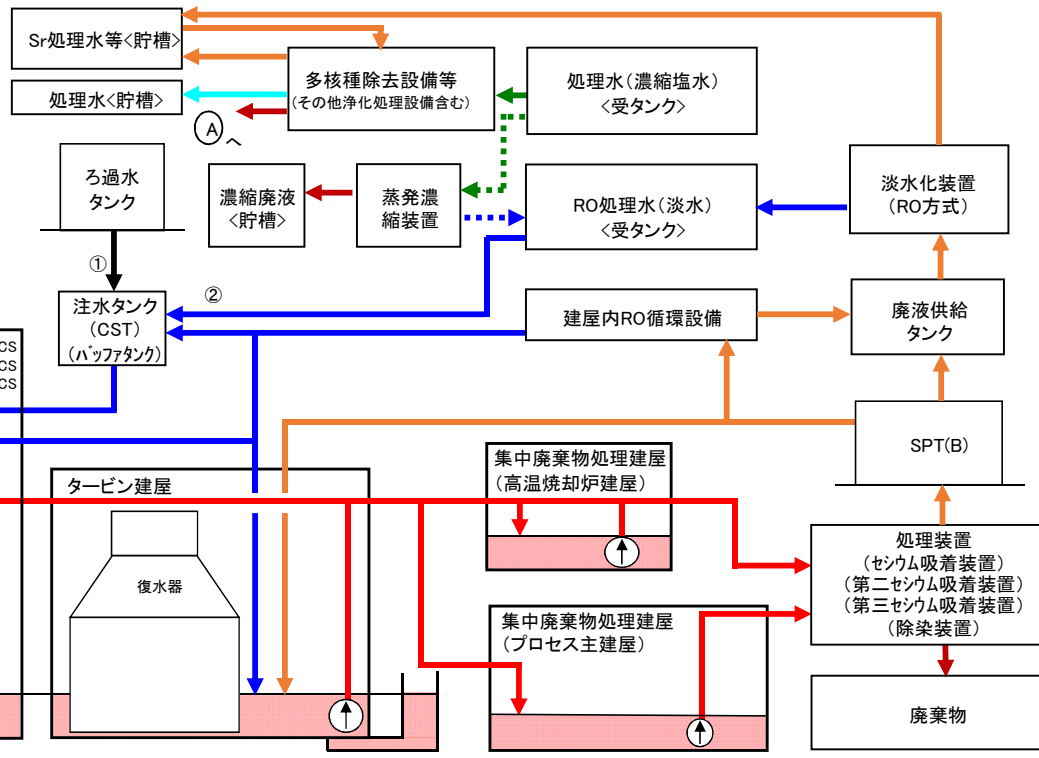 Sr処理水等<貯槽>
処理水<貯槽>
多核種除去設備等
(その他浄化処理設備含む)
処理水(濃縮塩水)
<受タンク>
Aへ
ろ過水
タンク
濃縮廃液
<貯槽>
蒸発濃
縮装置
RO処理水(淡水)
<受タンク>
淡水化装置
(RO方式)
①
②
注水タンク
(CST)
(ﾊﾞｯﾌｧﾀﾝｸ)
建屋内RO循環設備
廃液供給
タンク
CS
CS
CS
SPT(B)
タービン建屋
復水器
集中廃棄物処理建屋
(高温焼却炉建屋)
集中廃棄物処理建屋
(プロセス主建屋)
処理装置
(ｾｼｳﾑ吸着装置)
(第二ｾｼｳﾑ吸着装置)
(第三ｾｼｳﾑ吸着装置)
(除染装置)
廃棄物